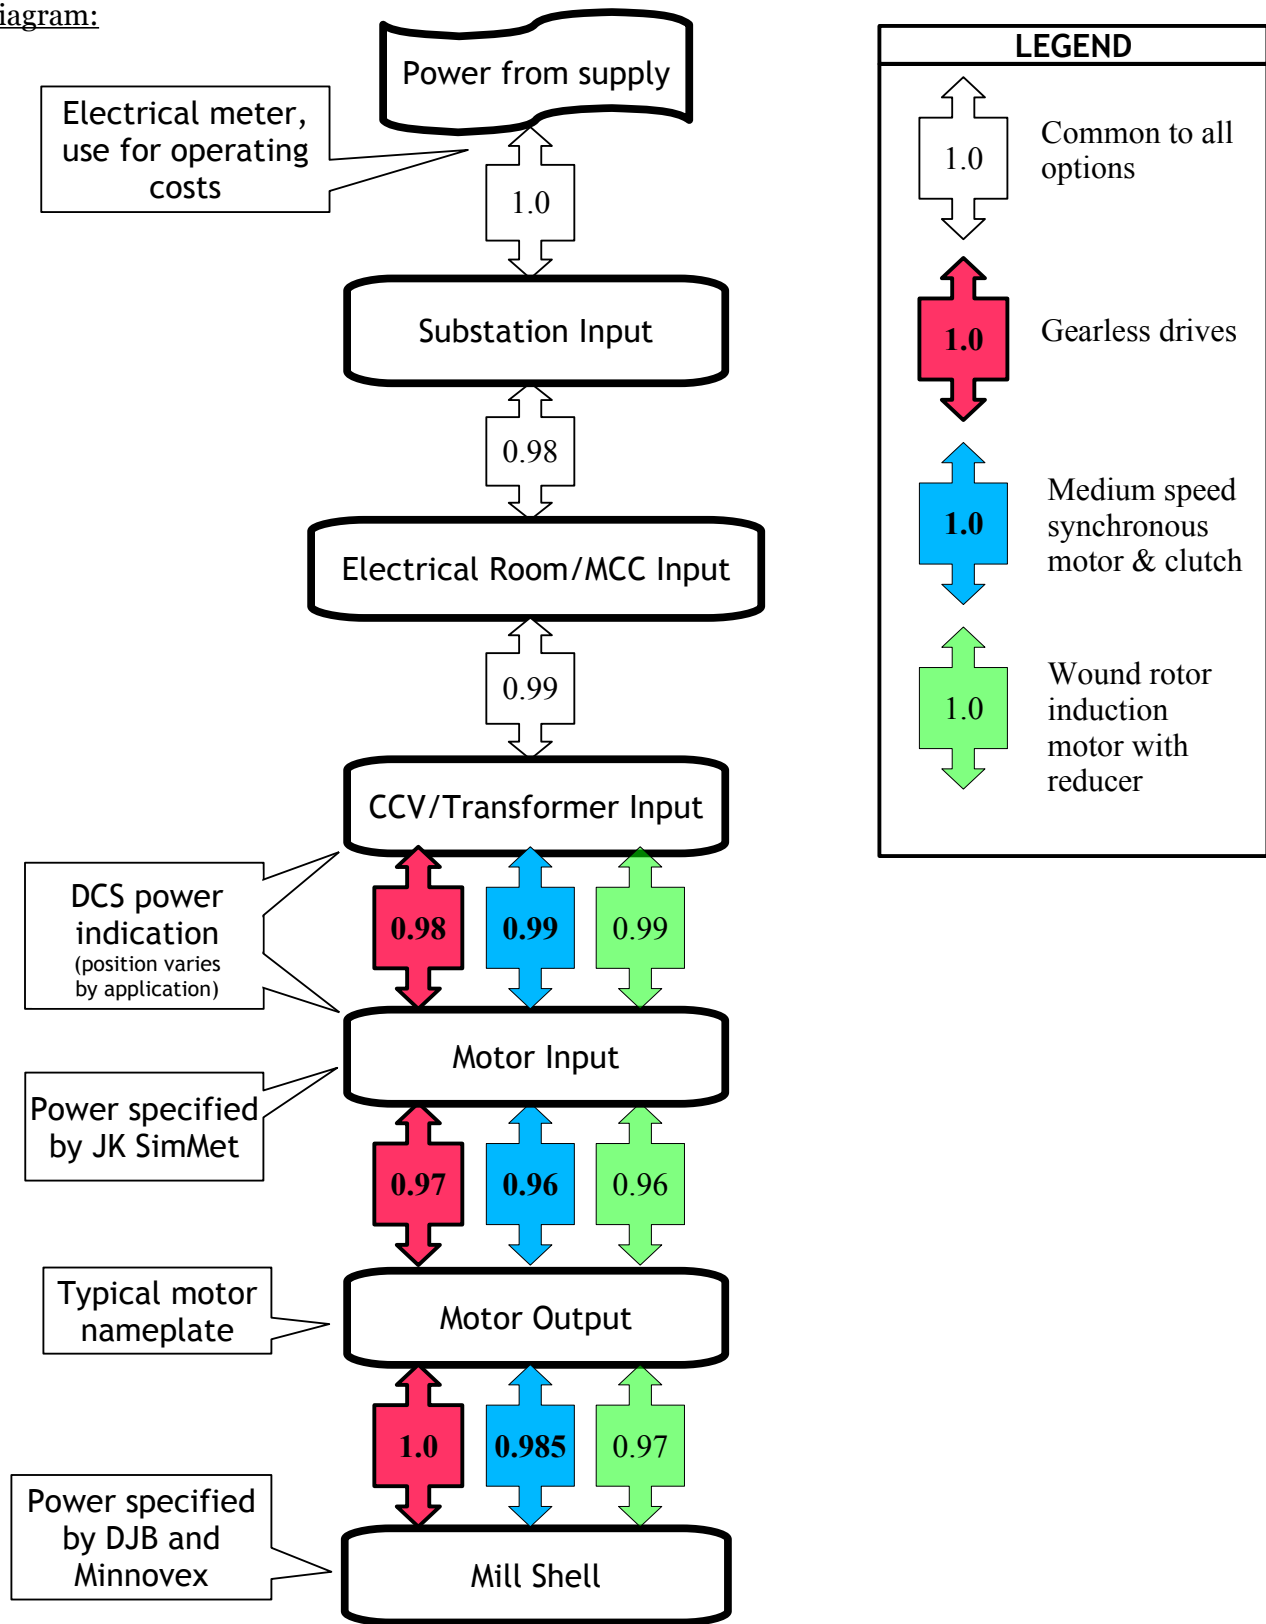 iagram:
Power from supply
Electrical meter,
use for operating
costs
1.0
Substation Input
0.98
Electrical Room/MCC Input
0.99
CCV/Transformer Input
DCS power
indication
(position varies
by application)
0.98
0.99
0.99
Motor Input
Power specified
by JK SimMet
0.97
0.96
0.96
Typical motor
nameplate
Motor Output
1.0
0.985
0.97
Power specified
by DJB and
Minnovex
Mill Shell
LEGEND
1.0
Common to all
options
1.0
Gearless drives
1.0
Medium speed
synchronous
motor & clutch
1.0
Wound rotor
induction
motor with
reducer